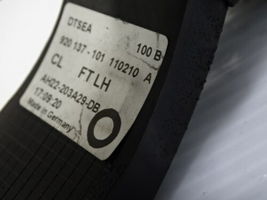 DTSEA 100 B
920 137-101 110210 A
CL FT LH
AH22-203A29-DB
17:09:20
Made in Germany